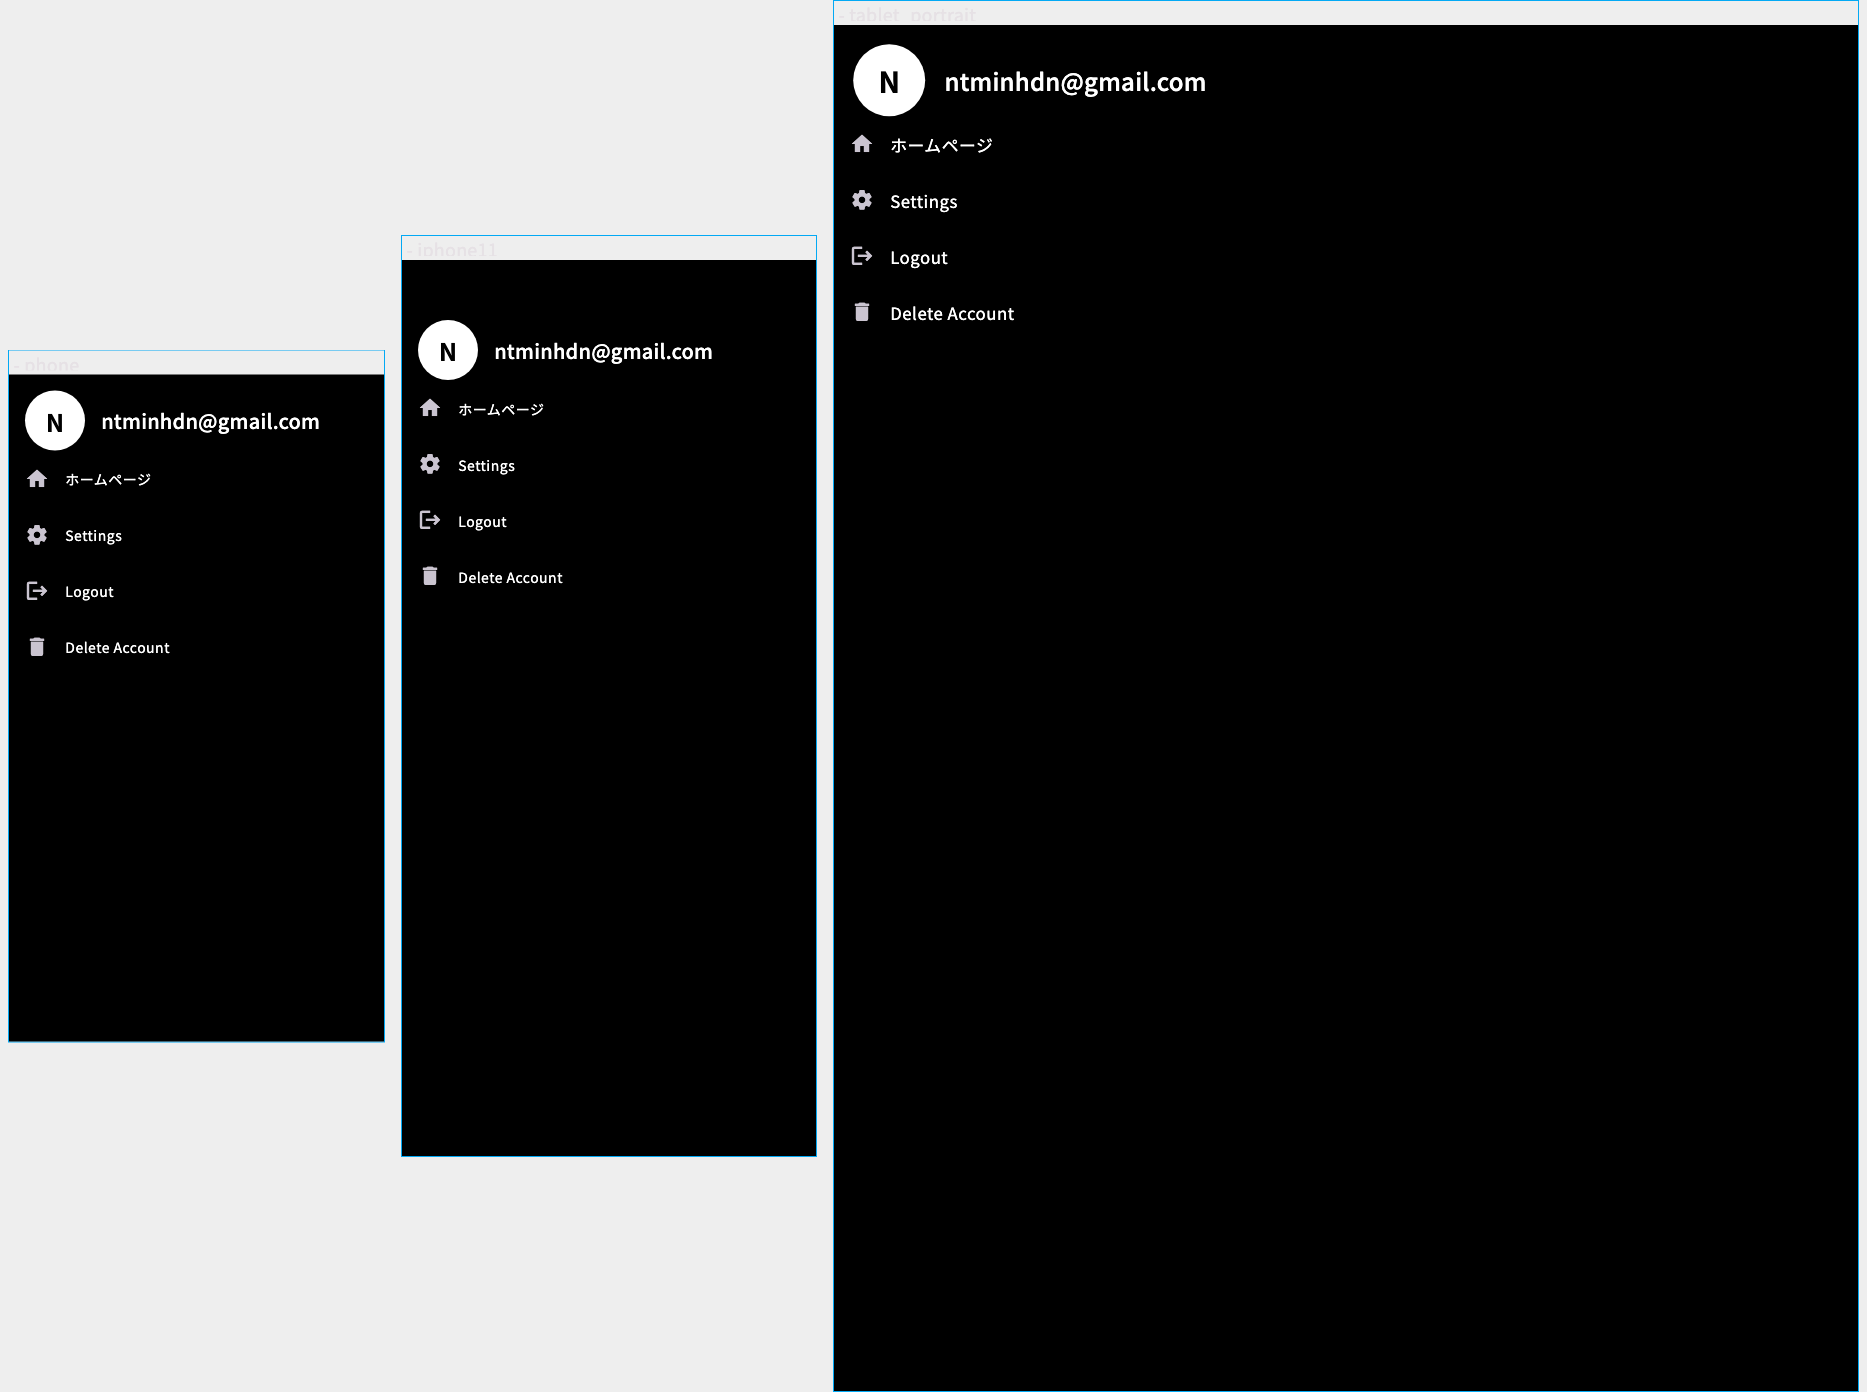 - phone
N
ntminhdn@gmail.com
ホームページ
Settings
Logout
Delete Account
- iphone11
N
ntminhdn@gmail.com
ホームページ
Settings
Logout
Delete Account
- tablet_portrait
N
ntminhdn@gmail.com
ホームページ
Settings
Logout
Delete Account